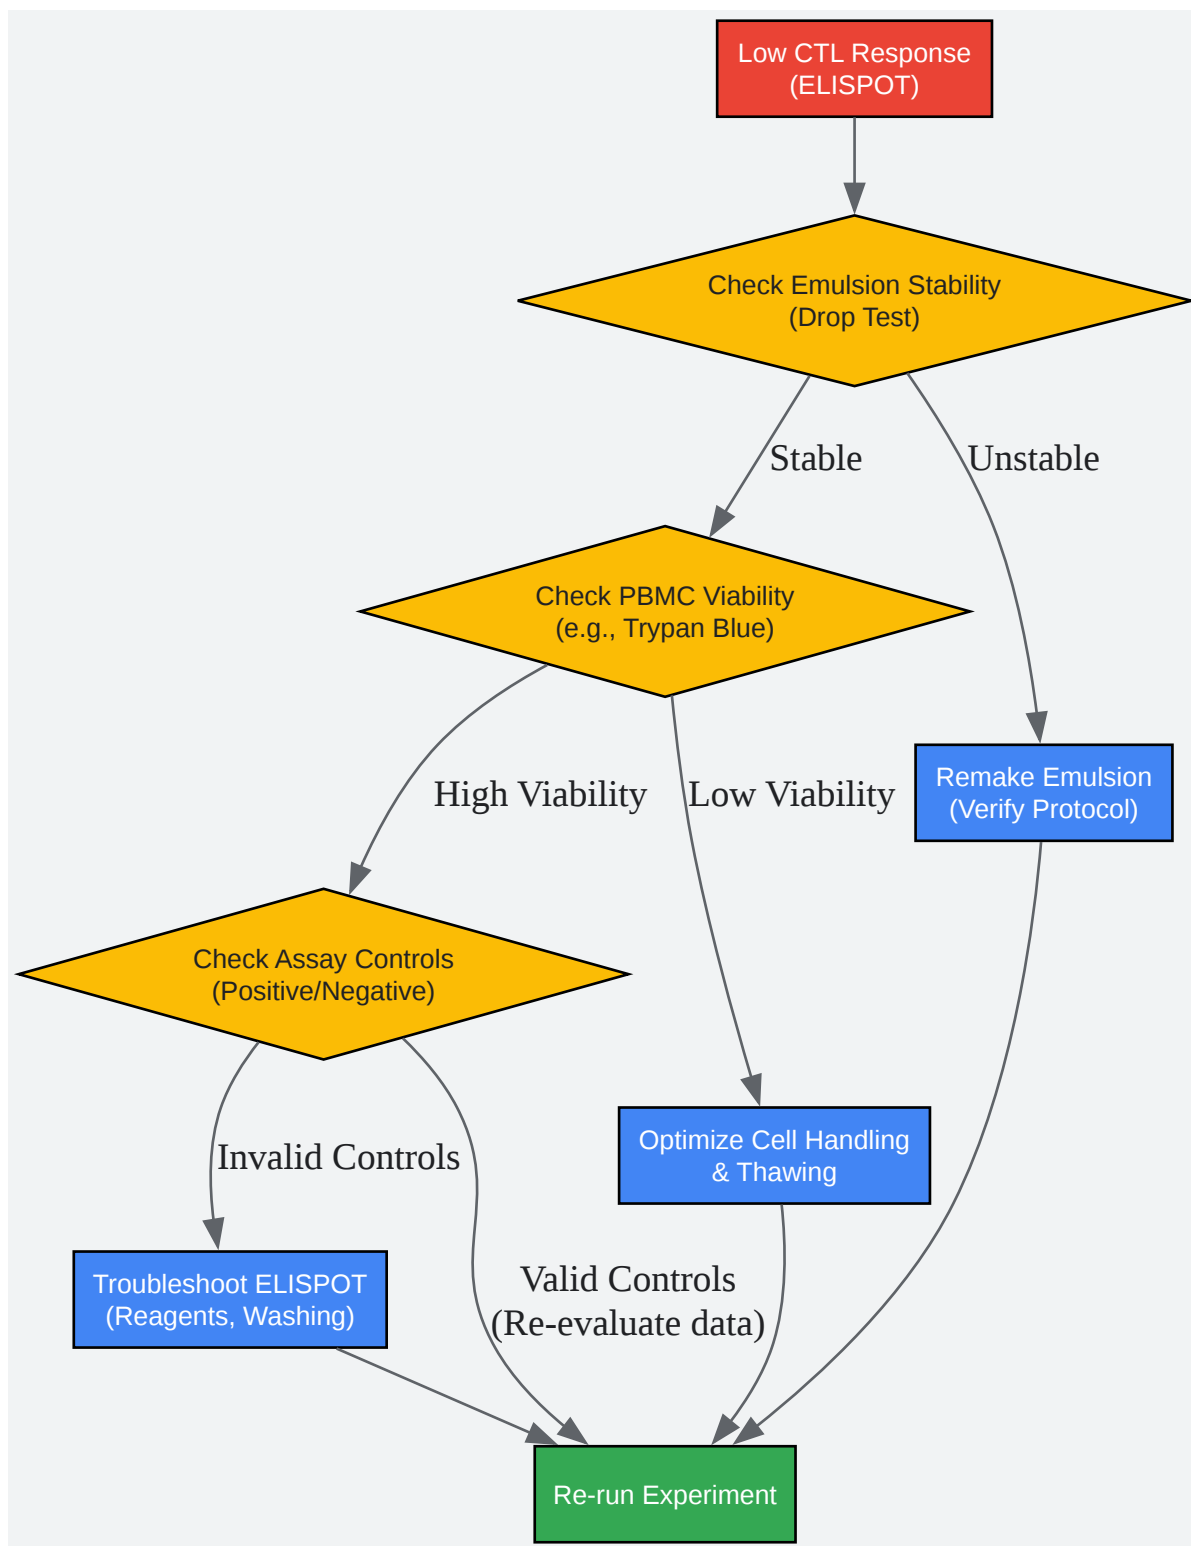 Low CTL Response
(ELISPOT)
Check Emulsion Stability
(Drop Test)
Stable
Unstable
Check PBMC Viability
(e.g., Trypan Blue)
High Viability
Low Viability
Remake Emulsion
(Verify Protocol)
Check Assay Controls
(Positive/Negative)
Invalid Controls
Optimize Cell Handling
& Thawing
Troubleshoot ELISPOT
(Reagents, Washing)
Valid Controls
(Re-evaluate data)
Re-run Experiment